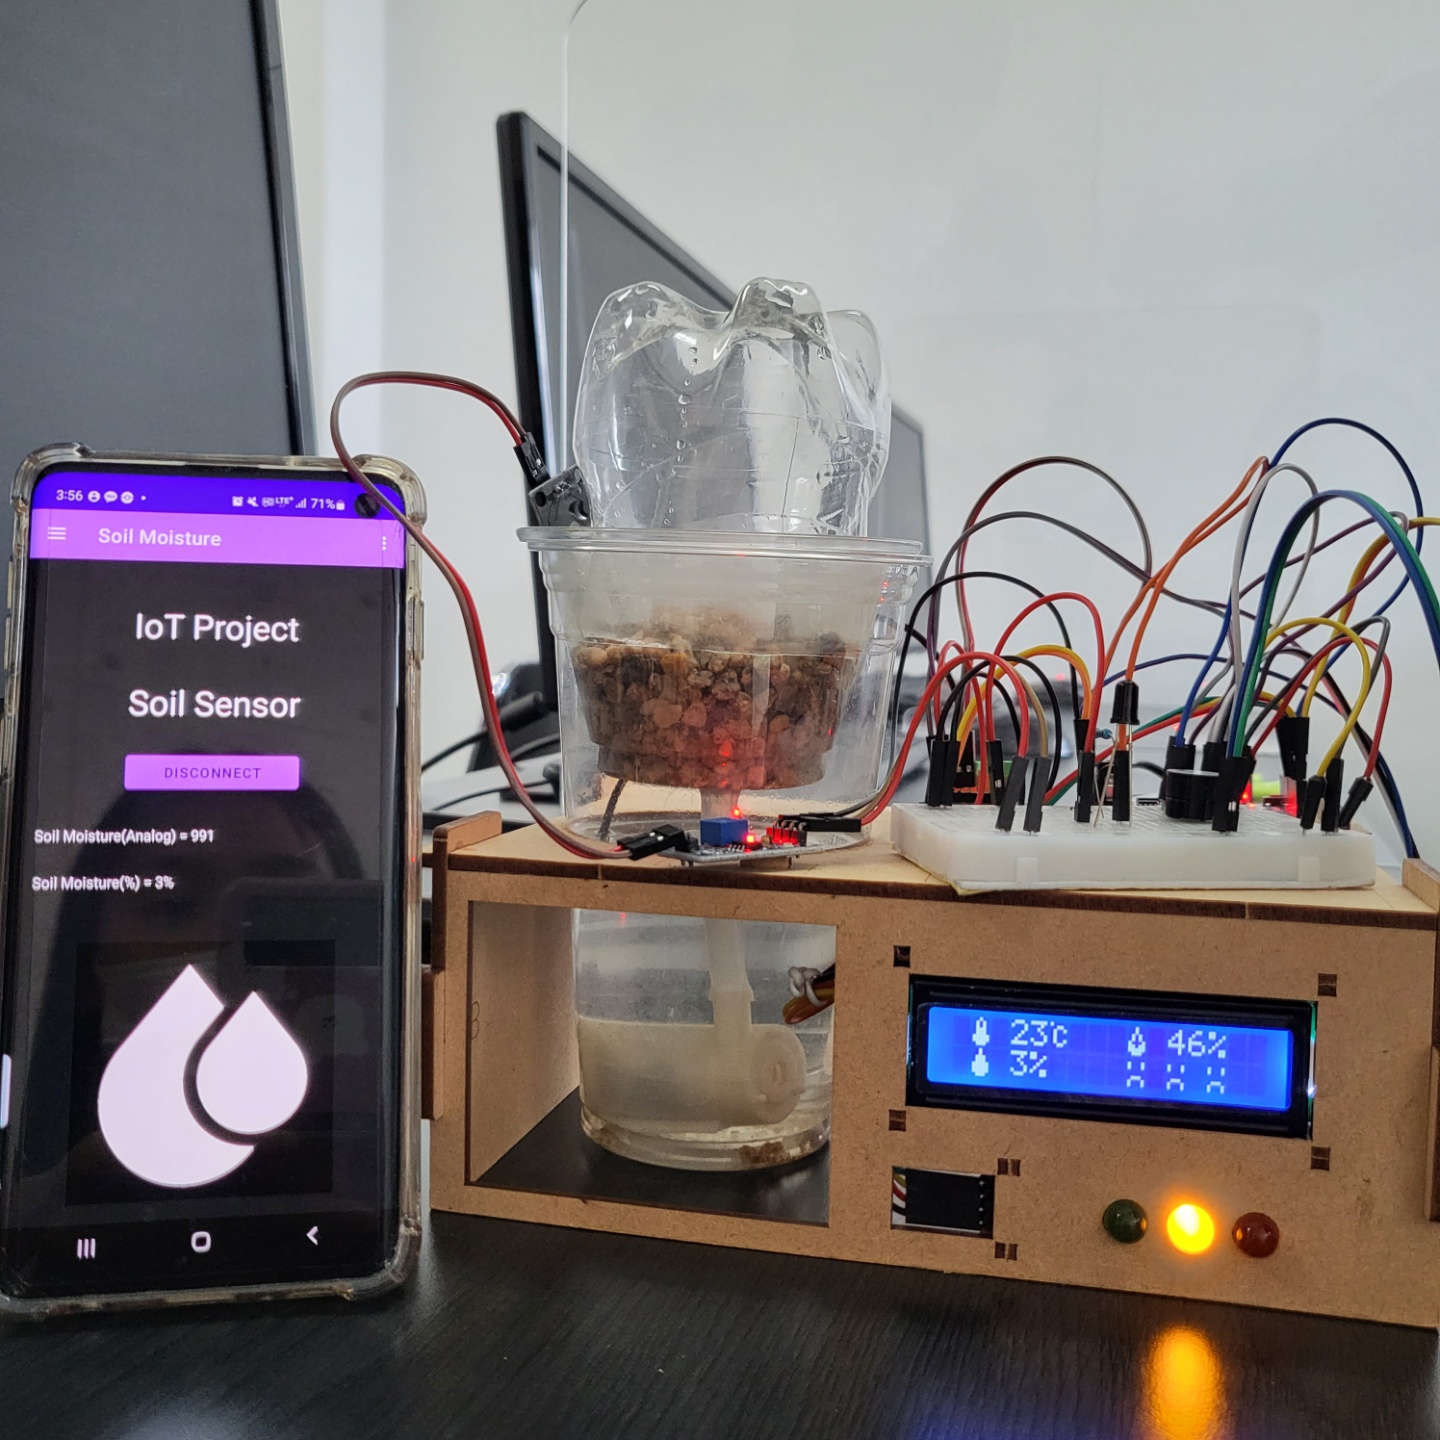 3:56 LTE+ 71%
Soil Moisture
IoT Project
Soil Sensor
DISCONNECT
Soil Moisture(Analog) = 991
Soil Moisture(%) = 3%
23℃ 46%
3%